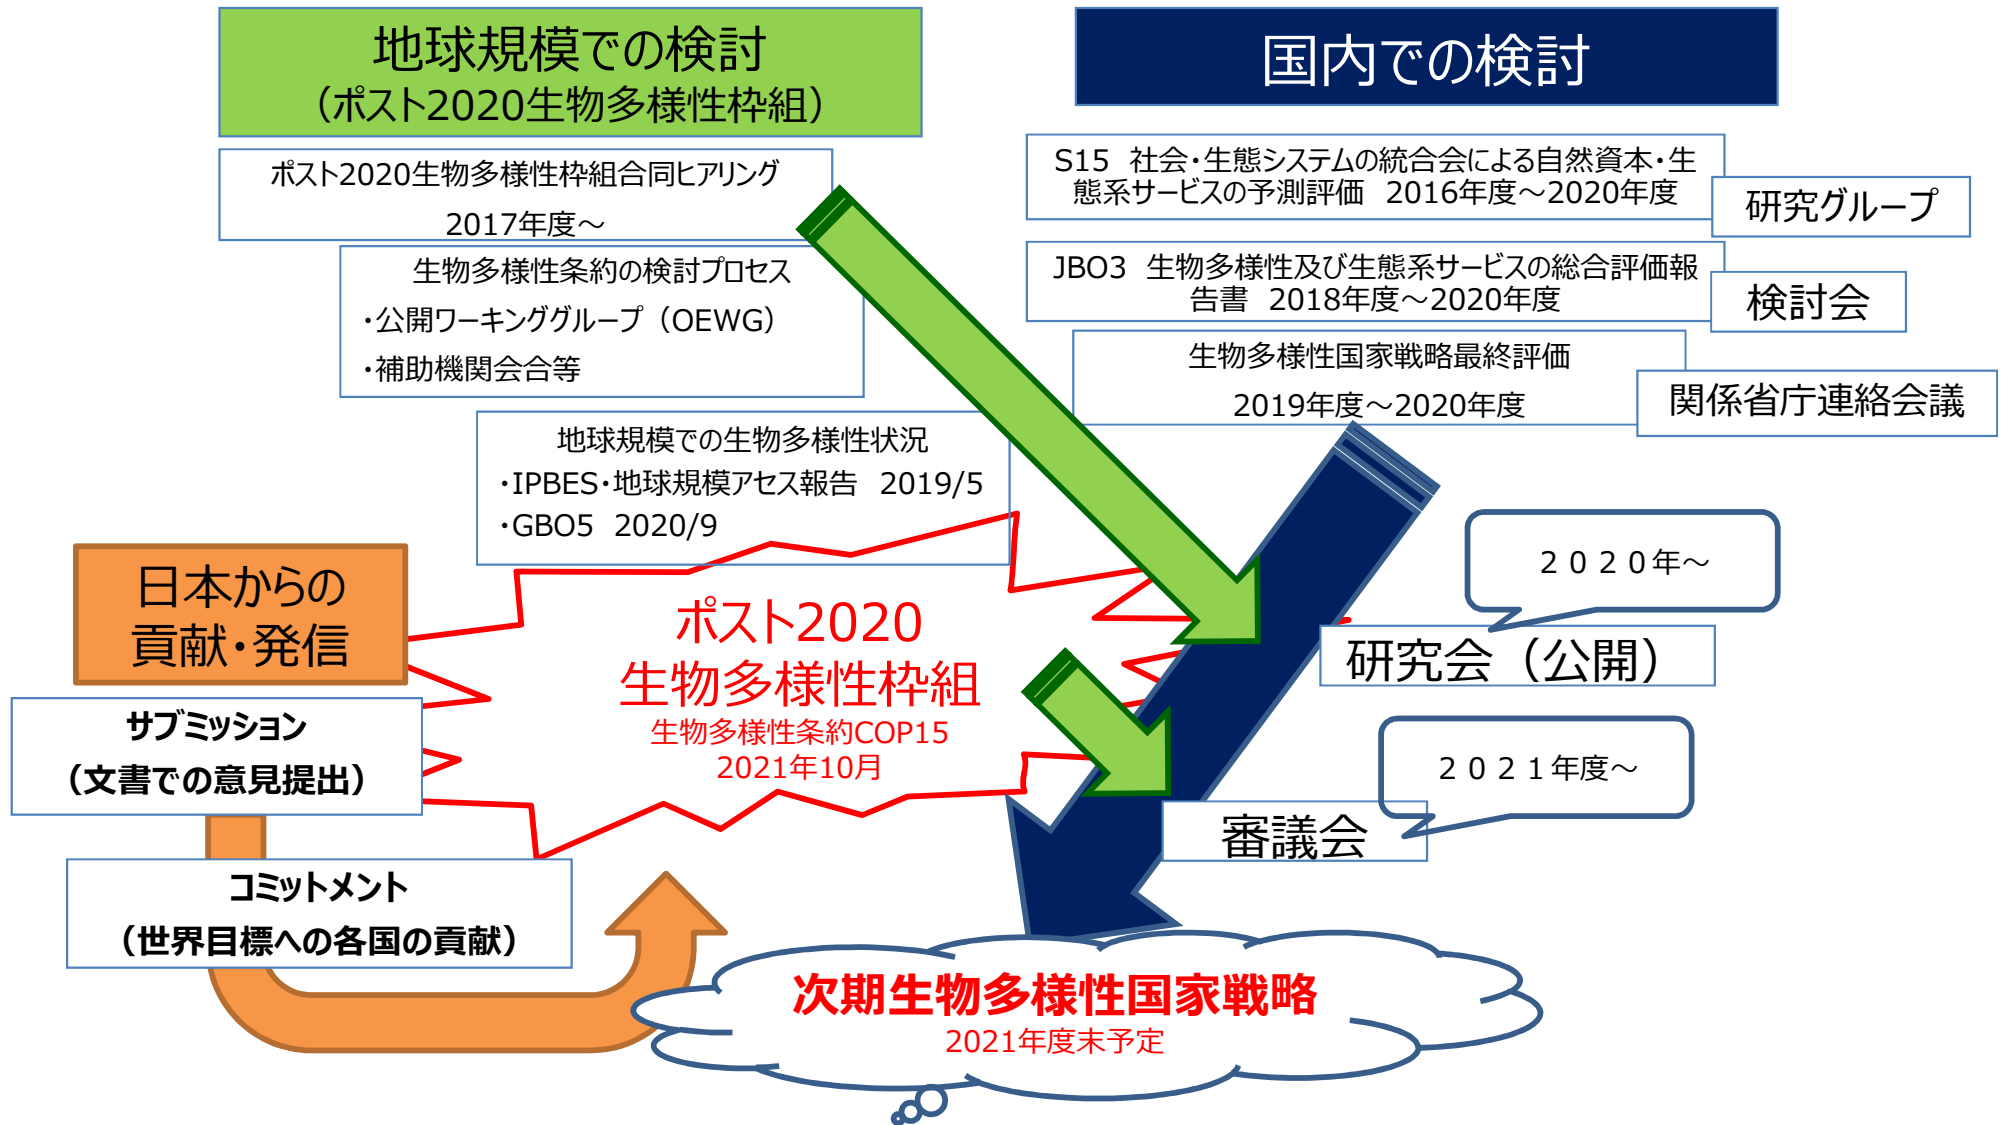 地球規模での検討
（ポスト2020生物多様性枠組）
ポスト2020生物多様性枠組合同ヒアリング
2017年度～
生物多様性条約の検討プロセス
・公開ワーキンググループ（OEWG）
・補助機関会合等
地球規模での生物多様性状況
・IPBES・地球規模アセス報告 2019/5
・GBO5 2020/9
国内での検討
S15 社会・生態システムの統合会による自然資本・生
態系サービスの予測評価 2016年度～2020年度
研究グループ
JBO3 生物多様性及び生態系サービスの総合評価報
告書 2018年度～2020年度
検討会
生物多様性国家戦略最終評価
2019年度～2020年度
関係省庁連絡会議
２０２０年～
研究会（公開）
２０２１年度～
審議会
日本からの
貢献・発信
サブミッション
（文書での意見提出）
コミットメント
（世界目標への各国の貢献）
ポスト2020
生物多様性枠組
生物多様性条約COP15
2021年10月
次期生物多様性国家戦略
2021年度末予定